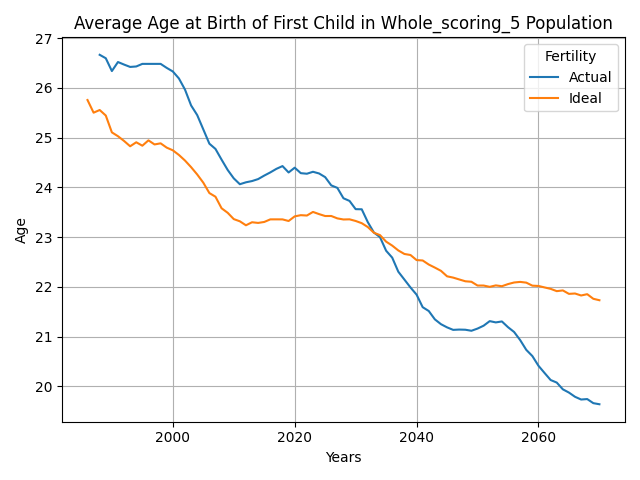 Average Age at Birth of First Child in Whole_scoring_5 Population
27
26
25
24
23
22
21
20
Age
2000
2020
2040
2060
Years
Fertility
Actual
Ideal